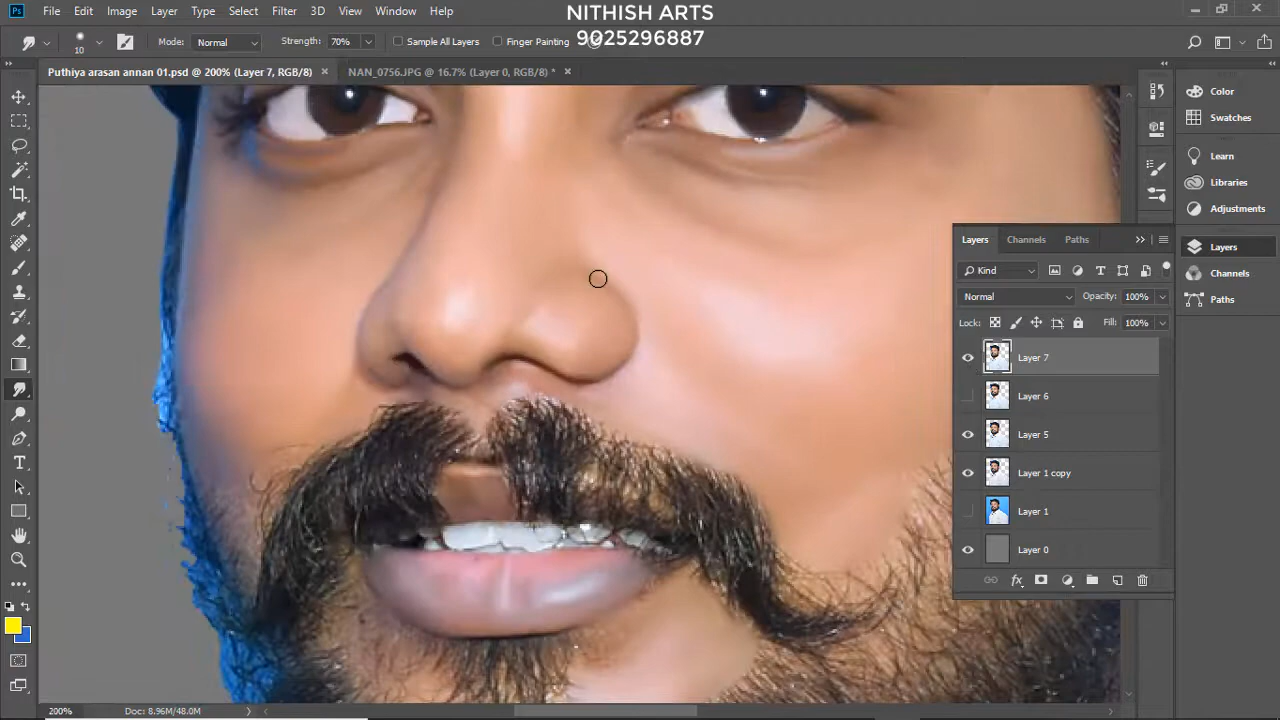 Ps File Edit Image Layer Type Select Filter 3D View Window Help
NITHISH ARTS
10 Mode: Normal Strength: 70% Sample All Layers Finger Painting
9025296887
Puthiya arasan annan 01.psd @ 200% (Layer 7, RGB/8) × NAN_0756.JPG @ 16.7% (Layer 0, RGB/8) * ×
Color
Swatches
Learn
Libraries
Adjustments
Layers
Channels
Paths
Layers Channels Paths
Kind
Normal Opacity: 100%
Lock: Fill: 100%
Layer 7
Layer 6
Layer 5
Layer 1 copy
Layer 1
Layer 0
fx
200% Doc: 8.96M/48.0M